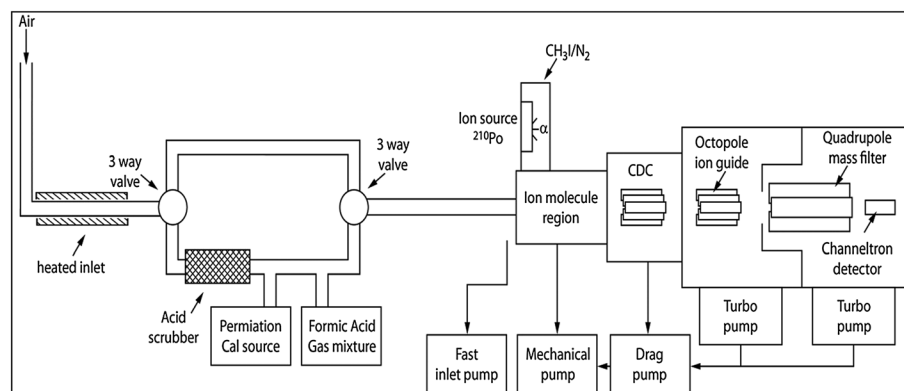 Air
CH3I/N2
Ion source
210Po
α
3 way
valve
3 way
valve
CDC
Octopole
ion guide
Quadrupole
mass filter
Ion molecule
region
heated inlet
Channeltron
detector
Acid
scrubber
Permiation
Cal source
Formic Acid
Gas mixture
Turbo
pump
Turbo
pump
Fast
inlet pump
Mechanical
pump
Drag
pump